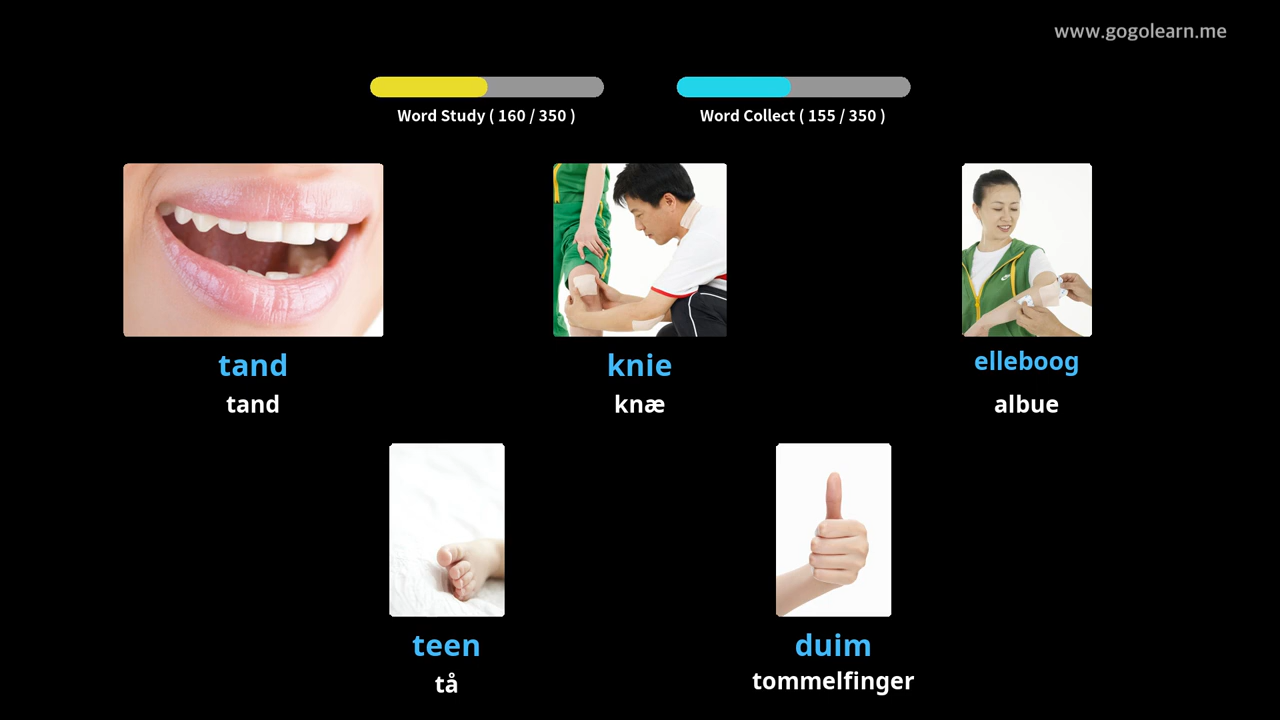 www.gogolearn.me
Word Study ( 160 / 350 )
Word Collect ( 155 / 350 )
tand
tand
knie
knæ
elleboog
albue
teen
tå
duim
tommelfinger